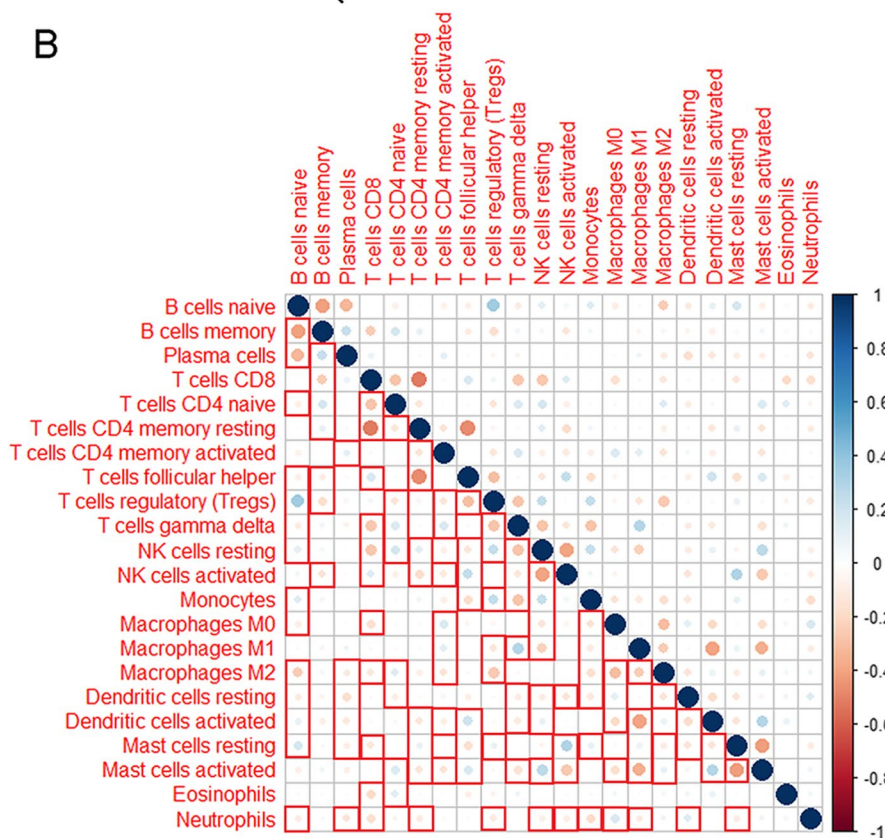 B
B cells naive
B cells memory
Plasma cells
T cells CD8
T cells CD4 naive
T cells CD4 memory resting
T cells CD4 memory activated
T cells follicular helper
T cells regulatory (Tregs)
T cells gamma delta
NK cells resting
NK cells activated
Monocytes
Macrophages M0
Macrophages M1
Macrophages M2
Dendritic cells resting
Dendritic cells activated
Mast cells resting
Mast cells activated
Eosinophils
Neutrophils
B cells naive
B cells memory
Plasma cells
T cells CD8
T cells CD4 naive
T cells CD4 memory resting
T cells CD4 memory activated
T cells follicular helper
T cells regulatory (Tregs)
T cells gamma delta
NK cells resting
NK cells activated
Monocytes
Macrophages M0
Macrophages M1
Macrophages M2
Dendritic cells resting
Dendritic cells activated
Mast cells resting
Mast cells activated
Eosinophils
Neutrophils
1
0.8
0.6
0.4
0.2
0
-0.2
-0.4
-0.6
-0.8
-1